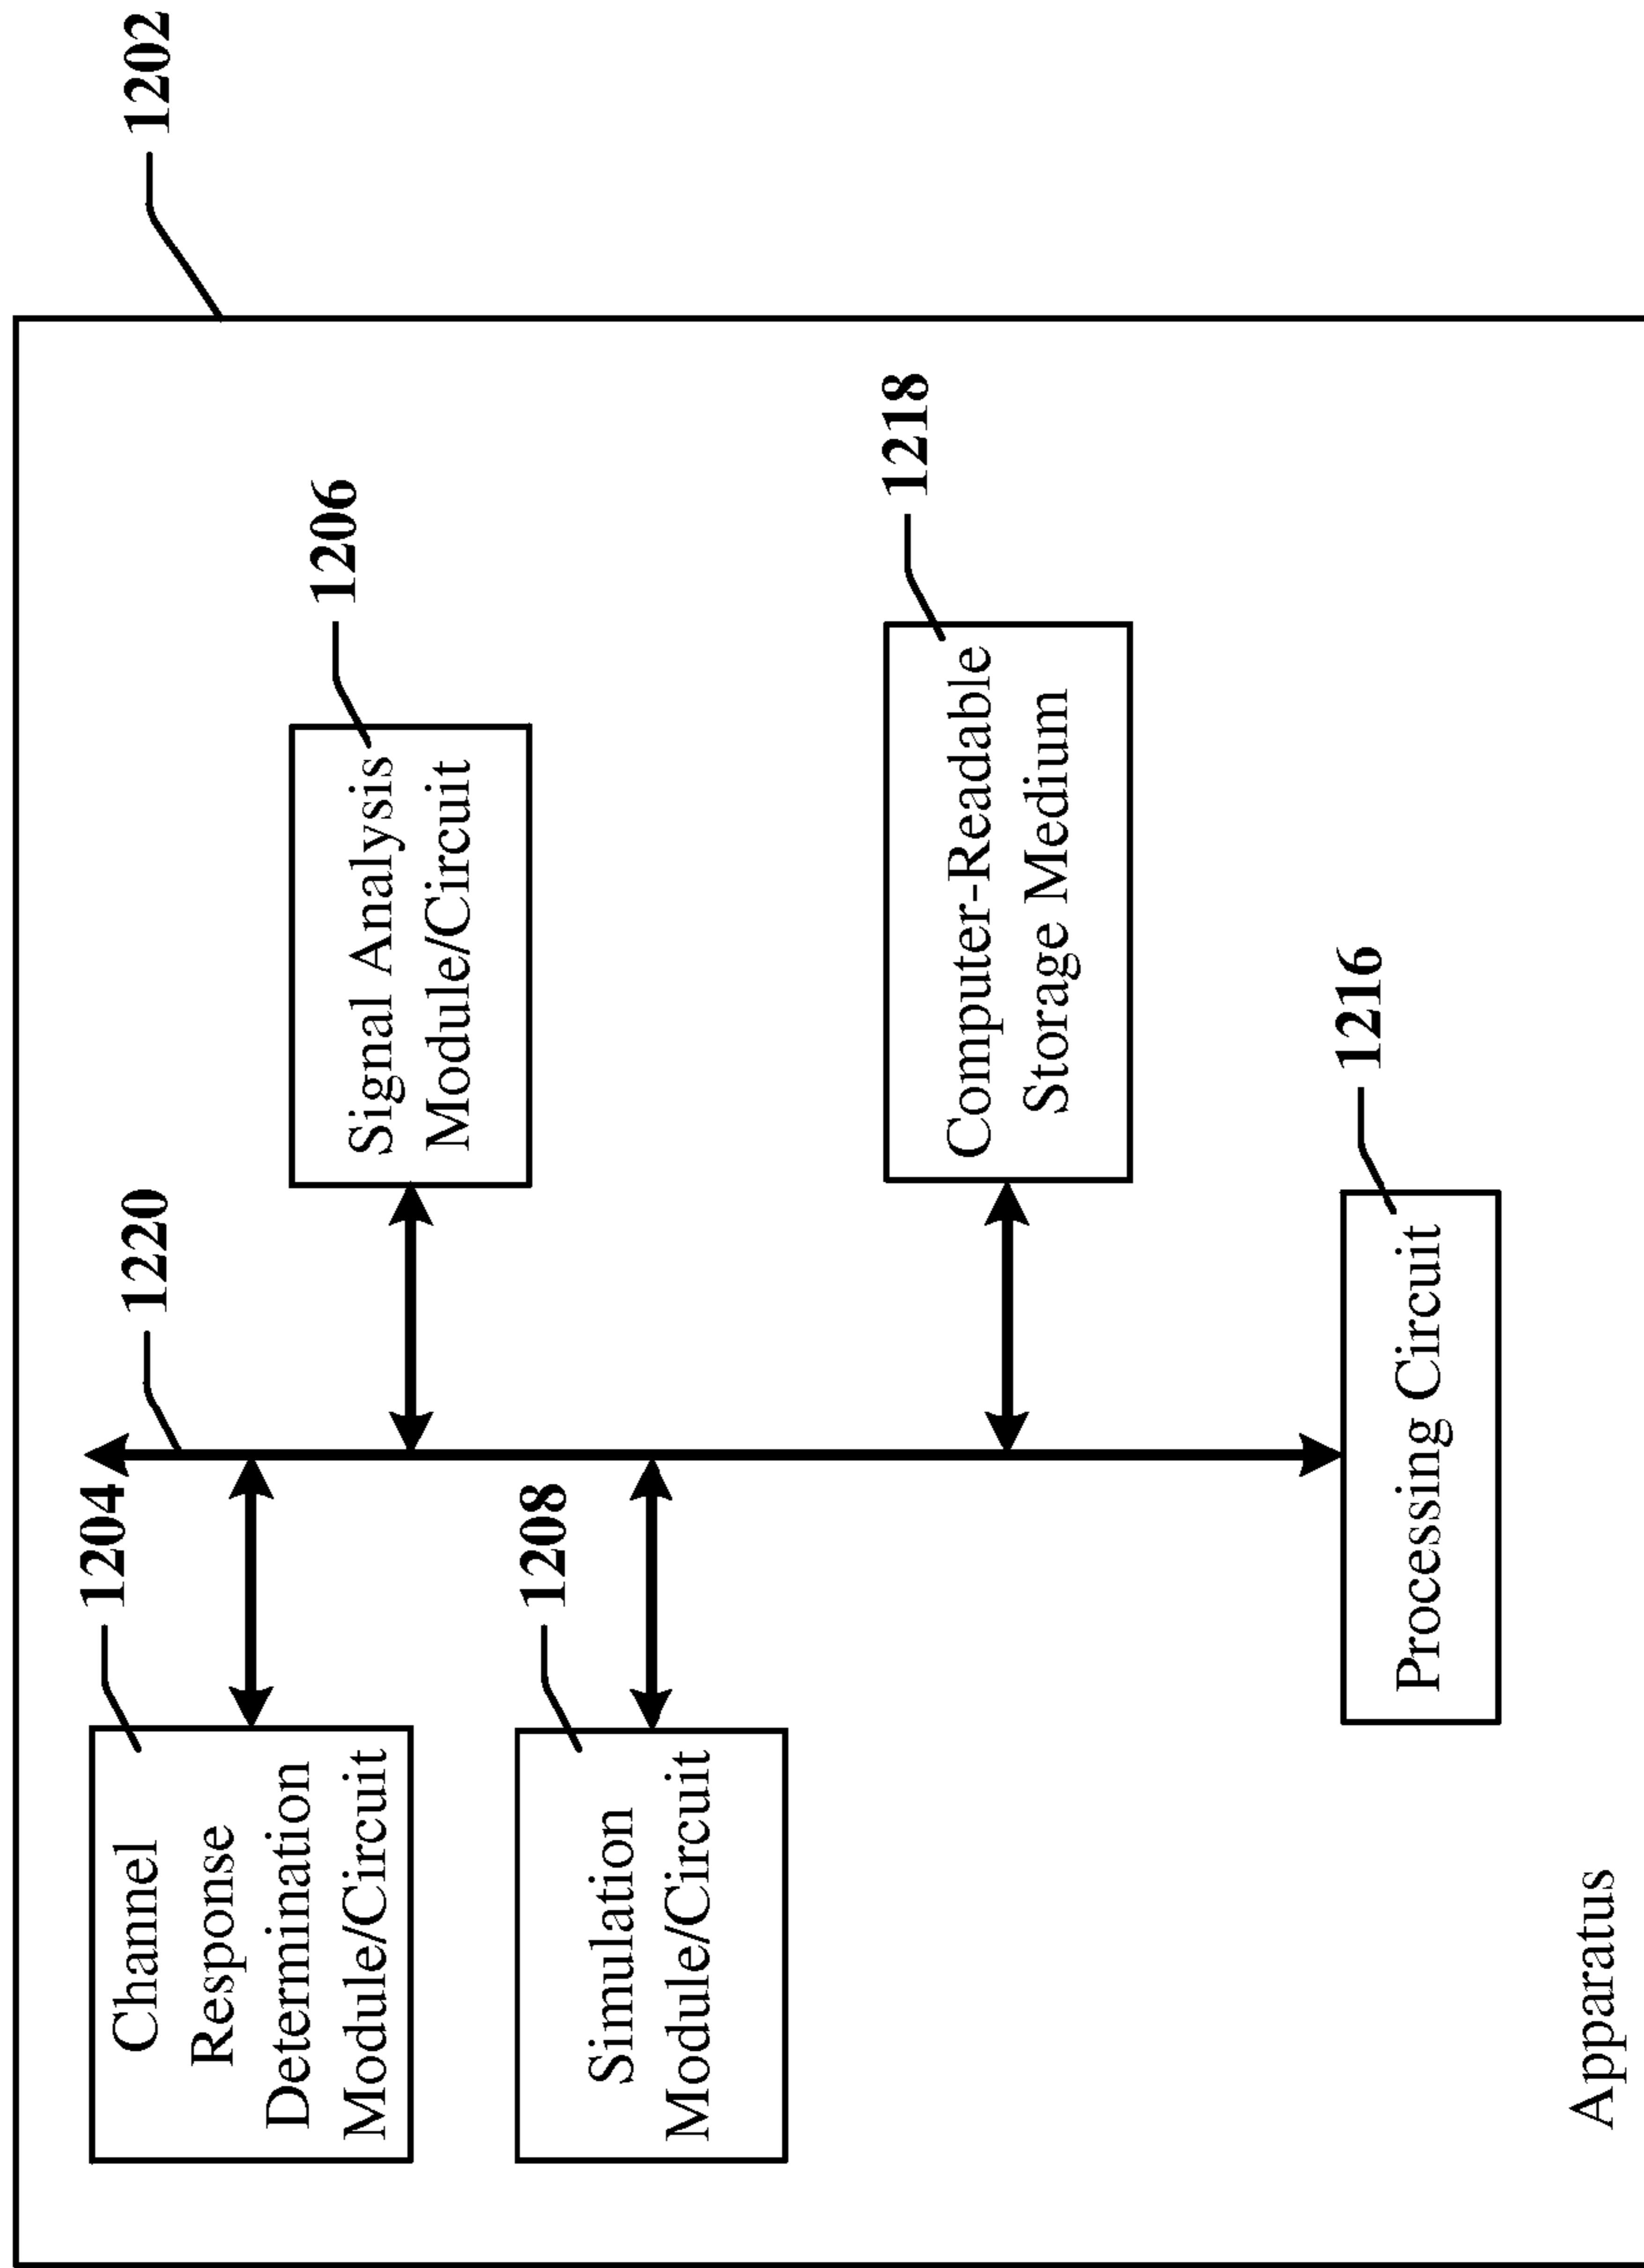 1202
1204
1220
Channel
Response
Determination
Module/Circuit
1206
Signal Analysis
Module/Circuit
1208
Simulation
Module/Circuit
1218
Computer-Readable
Storage Medium
1216
Processing Circuit
Apparatus